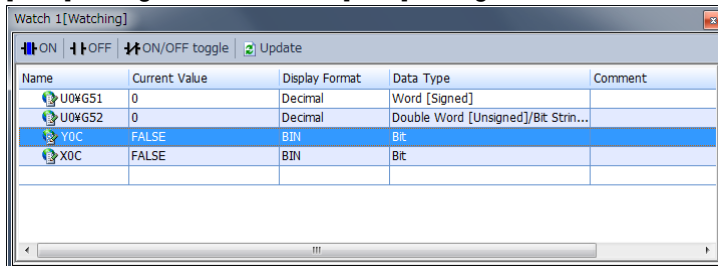 Watch 1[Watching]
ON OFF ON/OFF toggle Update
Name Current Value Display Format Data Type Comment
U0¥G51 0 Decimal Word [Signed]
U0¥G52 0 Decimal Double Word [Unsigned]/Bit Strin...
Y0C FALSE BIN Bit
X0C FALSE BIN Bit